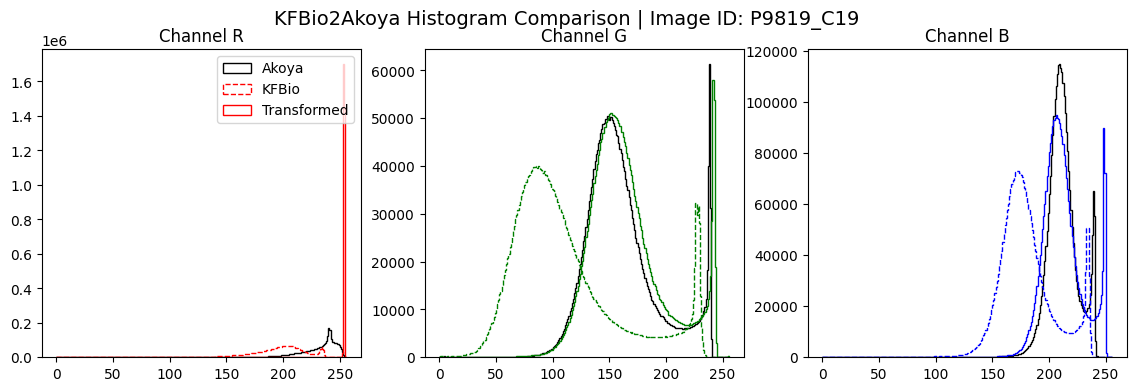 KFBio2Akoya Histogram Comparison | Image ID: P9819_C19
Channel R
Channel G
Channel B
1e6
Akoya
KFBio
Transformed
1.6
1.4
1.2
1.0
0.8
0.6
0.4
0.2
0.0
0 50 100 150 200 250
60000
50000
40000
30000
20000
10000
0
0 50 100 150 200 250
120000
100000
80000
60000
40000
20000
0
0 50 100 150 200 250